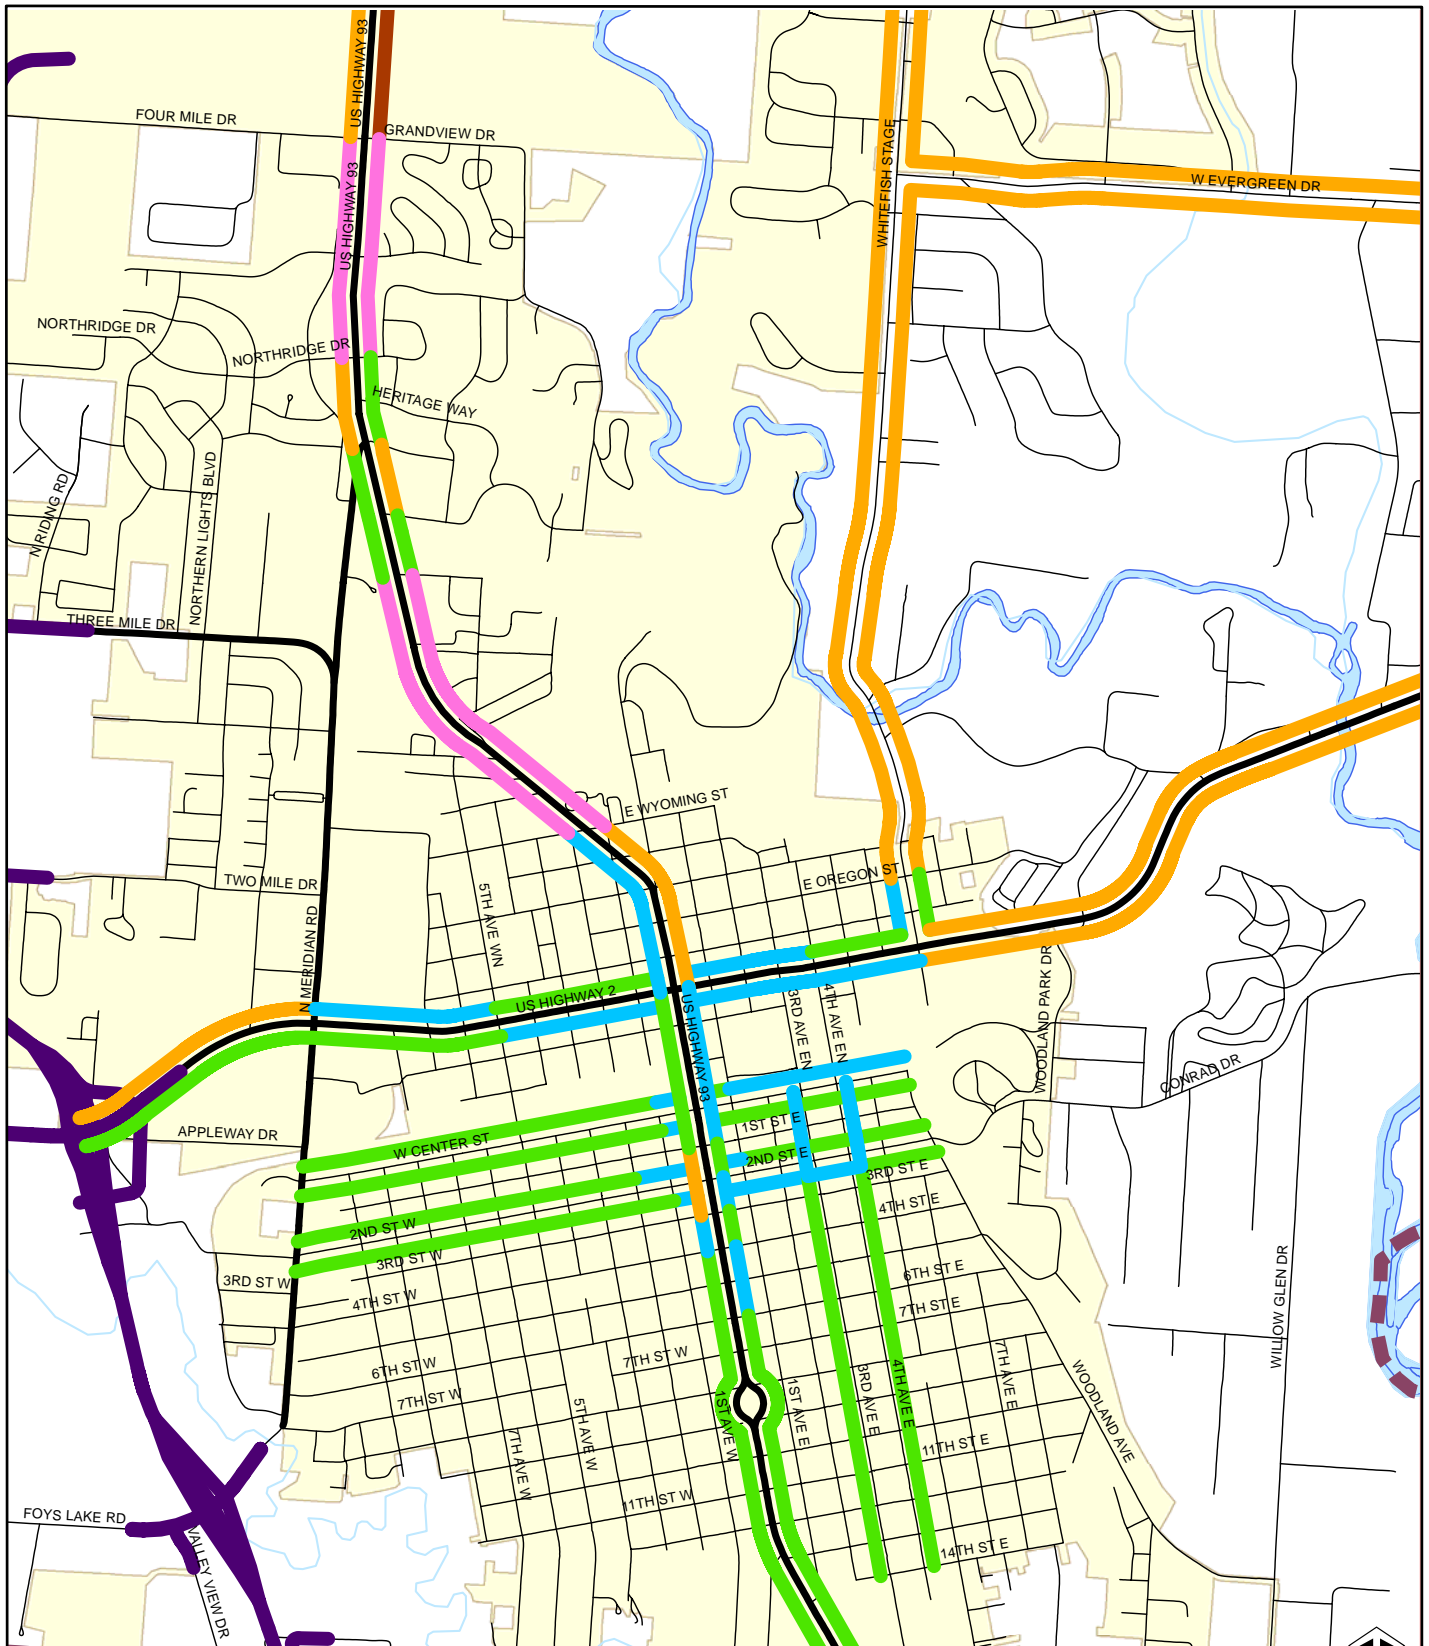 US HIGHWAY 93
FOUR MILE DR
GRANDVIEW DR
WHITEFISH STAGE
W EVERGREEN DR
US HIGHWAY 93
NORTHRIDGE DR
NORTHRIDGE DR
HERITAGE WAY
N RIDING RD
NORTHERN LIGHTS BLVD
THREE MILE DR
E WYOMING ST
TWO MILE DR
5TH AVE WN
E OREGON ST
N MERIDIAN RD
US HIGHWAY 2
US HIGHWAY 93
3RD AVE EN
4TH AVE EN
WOODLAND PARK DR
CONRAD DR
APPLEWAY DR
W CENTER ST
1ST ST E
2ND ST E
3RD ST E
4TH ST E
2ND ST W
3RD ST W
3RD ST W
4TH ST W
6TH ST E
7TH ST E
WILLOW GLEN DR
6TH ST W
7TH ST W
7TH ST W
7TH AVE E
WOODLAND AVE
1ST AVE W
1ST AVE E
3RD AVE E
4TH AVE E
5TH AVE W
7TH AVE W
11TH ST E
11TH ST W
FOYS LAKE RD
VALLEY VIEW DR
14TH ST E